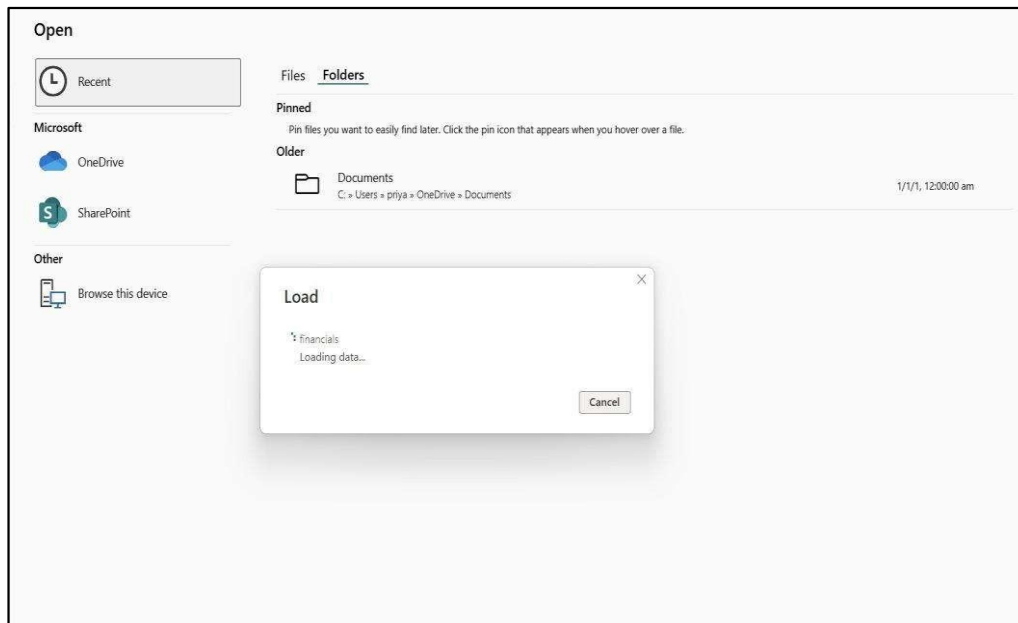 Open
Recent
Microsoft
OneDrive
SharePoint
Other
Browse this device
Files Folders
Pinned
Pin files you want to easily find later. Click the pin icon that appears when you hover over a file.
Older
Documents
C: » Users » priya » OneDrive » Documents
1/1/1, 12:00:00 am
Load
financials
Loading data...
Cancel